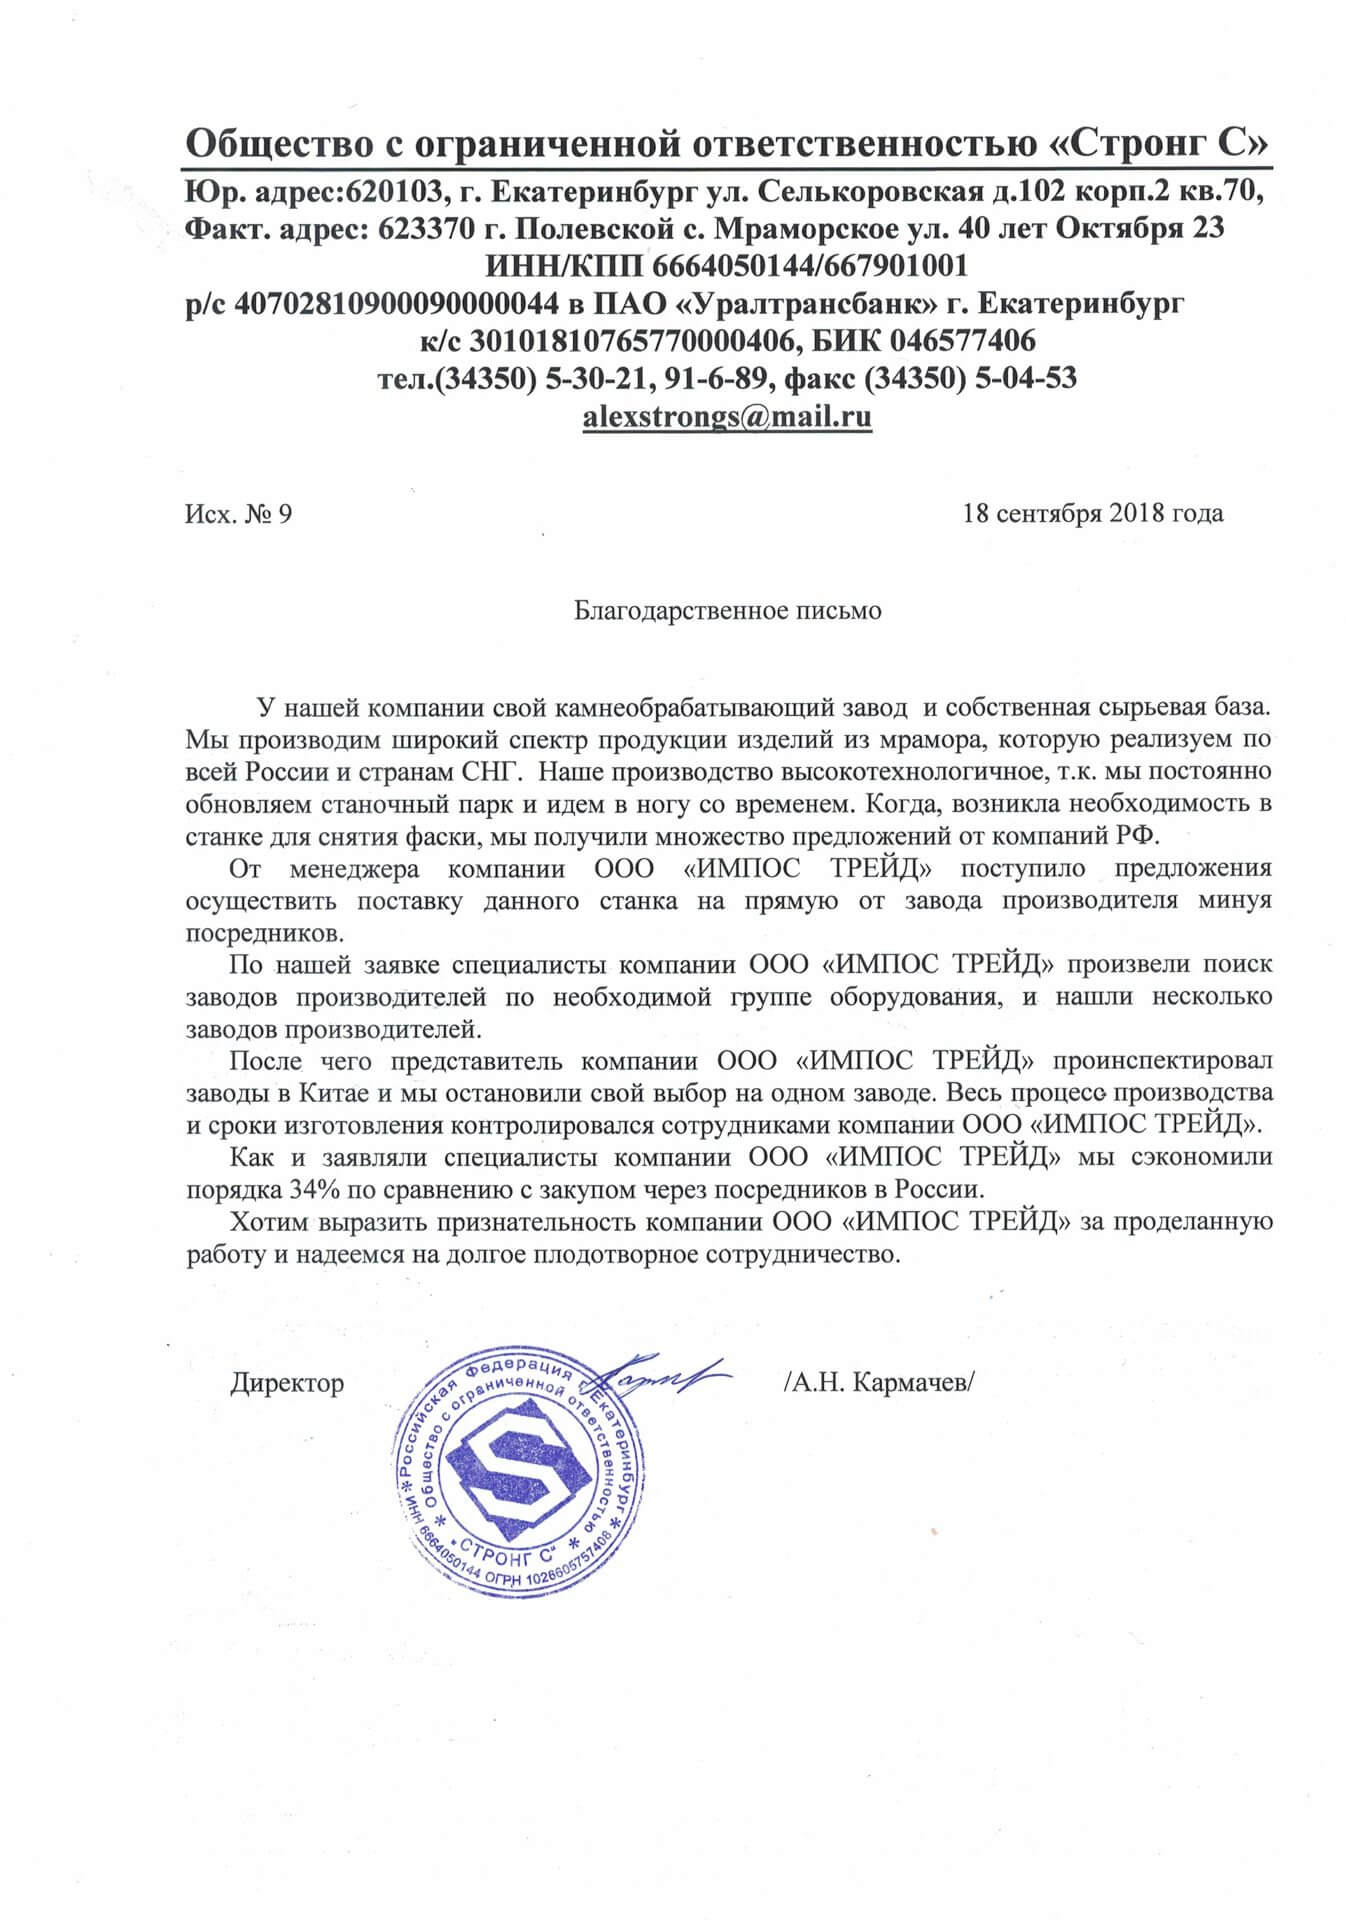 Общество с ограниченной ответственностью «Стронг С»
Юр. адрес:620103, г. Екатеринбург ул. Селькоровская д.102 корп.2 кв.70,
Факт. адрес: 623370 г. Полевской с. Мраморское ул. 40 лет Октября 23
ИНН/КПП 6664050144/667901001
р/с 40702810900090000044 в ПАО «Уралтрансбанк» г. Екатеринбург
к/с 30101810765770000406, БИК 046577406
тел.(34350) 5-30-21, 91-6-89, факс (34350) 5-04-53
alexstrongs@mail.ru
Исх. № 9 18 сентября 2018 года
Благодарственное письмо
У нашей компании свой камнеобрабатывающий завод и собственная сырьевая база.
Мы производим широкий спектр продукции изделий из мрамора, которую реализуем по
всей России и странам СНГ. Наше производство высокотехнологичное, т.к. мы постоянно
обновляем станочный парк и идем в ногу со временем. Когда, возникла необходимость в
станке для снятия фаски, мы получили множество предложений от компаний РФ.
От менеджера компании ООО «ИМПОС ТРЕЙД» поступило предложения
осуществить поставку данного станка на прямую от завода производителя минуя
посредников.
По нашей заявке специалисты компании ООО «ИМПОС ТРЕЙД» произвели поиск
заводов производителей по необходимой группе оборудования, и нашли несколько
заводов производителей.
После чего представитель компании ООО «ИМПОС ТРЕЙД» проинспектировал
заводы в Китае и мы остановили свой выбор на одном заводе. Весь процесс производства
и сроки изготовления контролировался сотрудниками компании ООО «ИМПОС ТРЕЙД».
Как и заявляли специалисты компании ООО «ИМПОС ТРЕЙД» мы сэкономили
порядка 34% по сравнению с закупом через посредников в России.
Хотим выразить признательность компании ООО «ИМПОС ТРЕЙД» за проделанную
работу и надеемся на долгое плодотворное сотрудничество.
Директор /А.Н. Кармачев/
* Российская Федерация г. Екатеринбург *
ИНН 6664050144 ОГРН 1026605757408
* Общество с ограниченной ответственностью *
"СТРОНГ С"